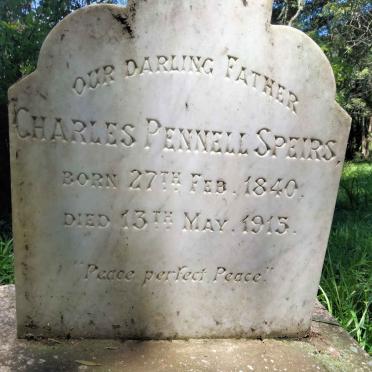 Our Darling Father
Charles Pennell Speirs.
Born 27th Feb. 1840.
Died 13th May. 1915.
"Peace perfect Peace"